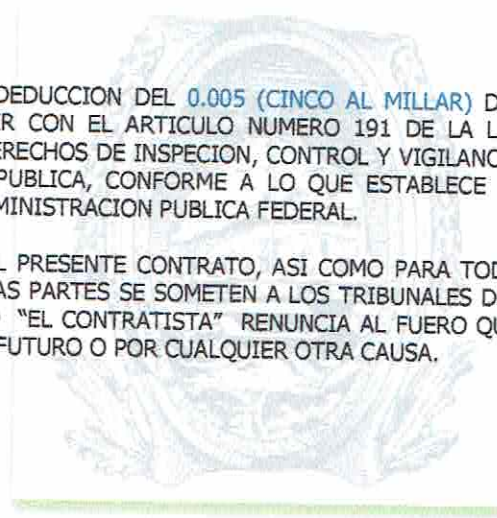 DEDUCCION DEL 0.005 (CINCO AL MILLAR) D
ER CON EL ARTICULO NUMERO 191 DE LA L
ERECHOS DE INSPECION, CONTROL Y VIGILANC
PUBLICA, CONFORME A LO QUE ESTABLECE
MINISTRACION PUBLICA FEDERAL.
L PRESENTE CONTRATO, ASI COMO PARA TOD
AS PARTES SE SOMETEN A LOS TRIBUNALES D
"EL CONTRATISTA" RENUNCIA AL FUERO QU
FUTURO O POR CUALQUIER OTRA CAUSA.